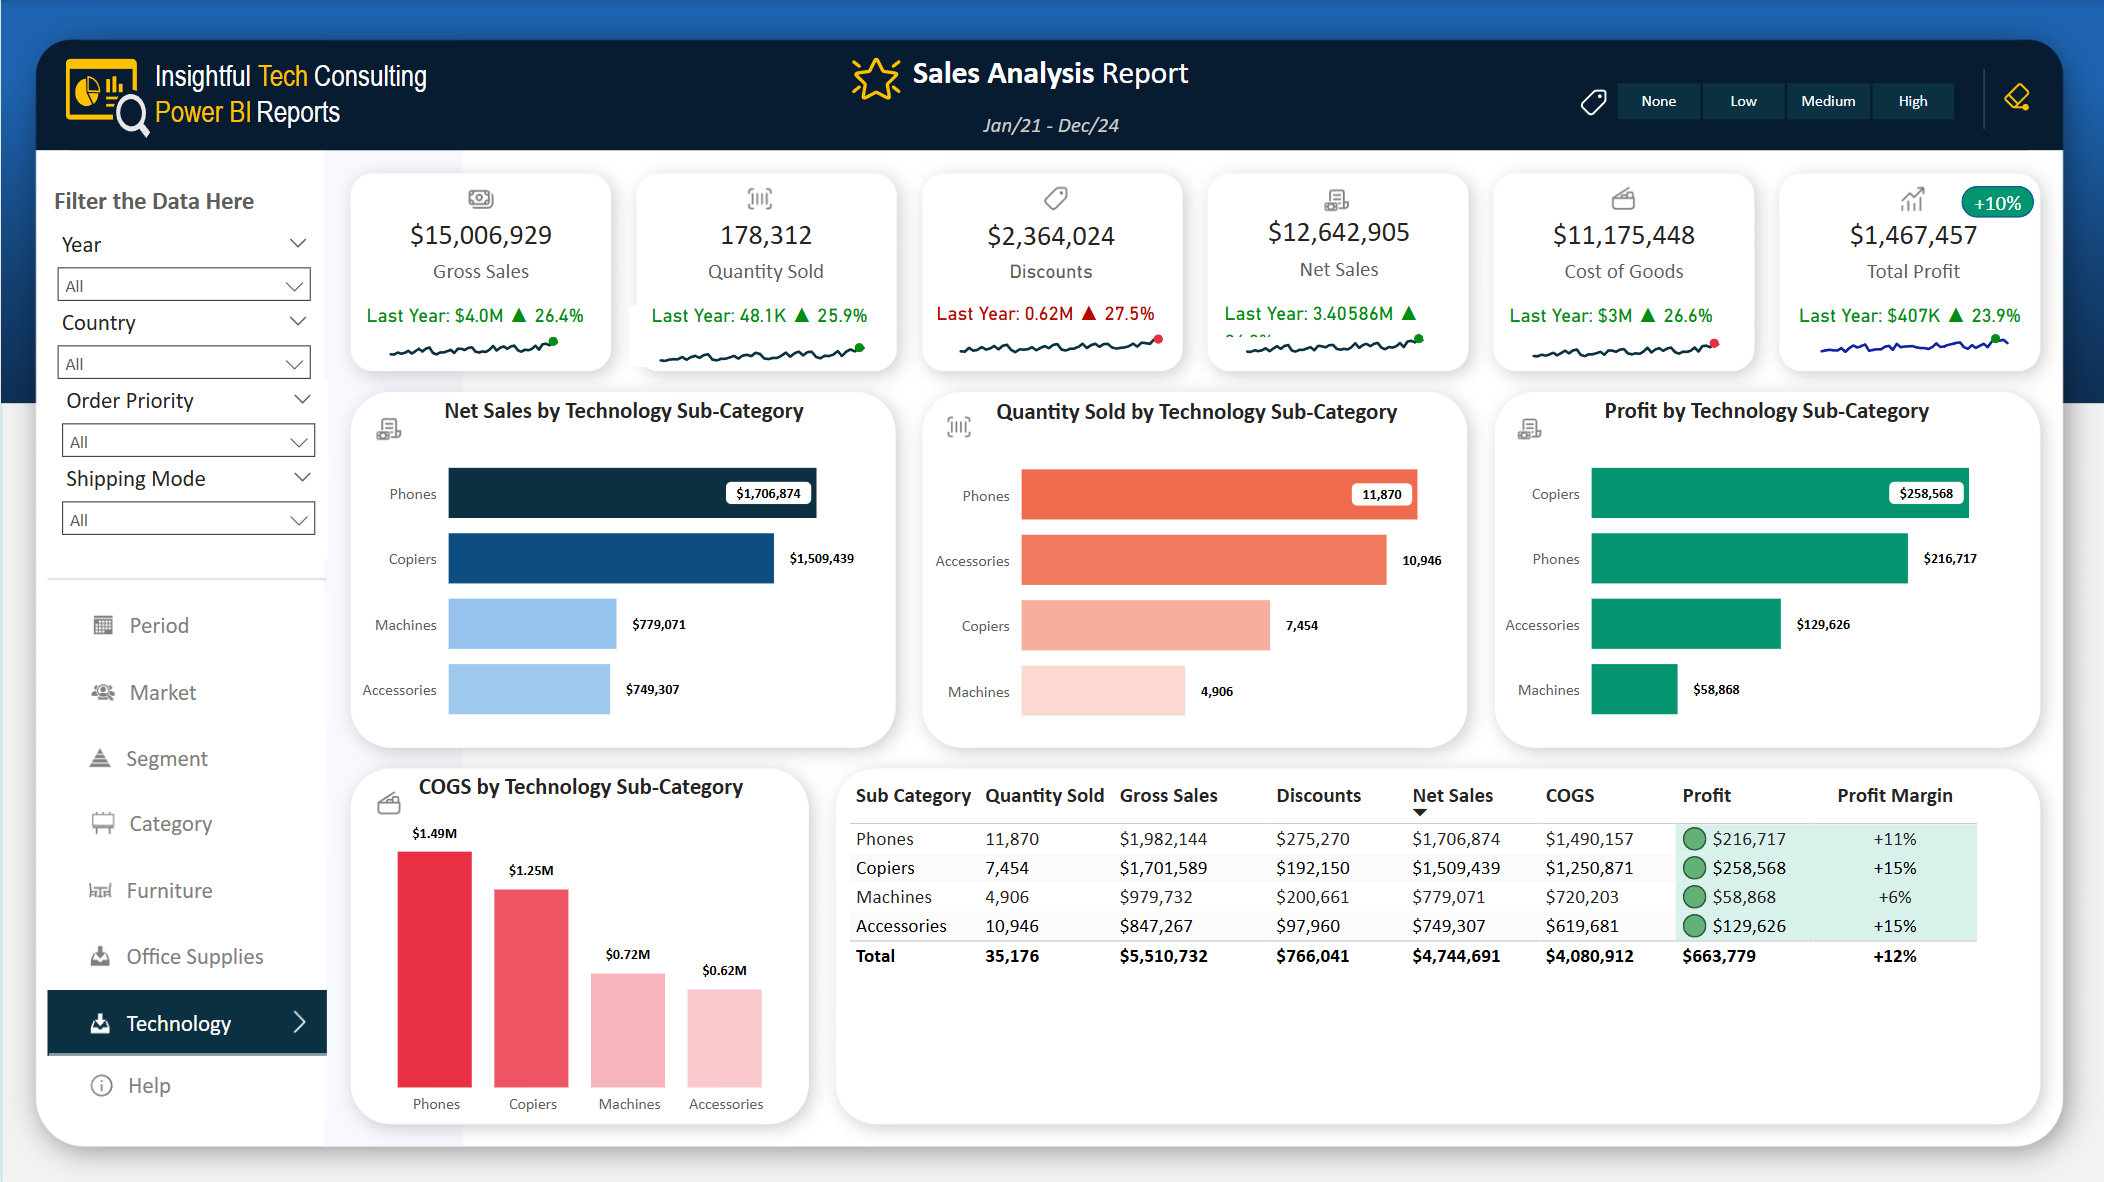 Insightful Tech Consulting
Power BI Reports
Sales Analysis Report
Jan/21 - Dec/24
None Low Medium High
Filter the Data Here
Year
All
Country
All
Order Priority
All
Shipping Mode
All
Period
Market
Segment
Category
Furniture
Office Supplies
Technology
Help
$15,006,929
Gross Sales
Last Year: $4.0M ▲ 26.4%
178,312
Quantity Sold
Last Year: 48.1K ▲ 25.9%
$2,364,024
Discounts
Last Year: 0.62M ▲ 27.5%
$12,642,905
Net Sales
Last Year: 3.40586M ▲
$11,175,448
Cost of Goods
Last Year: $3M ▲ 26.6%
+10%
$1,467,457
Total Profit
Last Year: $407K ▲ 23.9%
Net Sales by Technology Sub-Category
Phones $1,706,874
Copiers $1,509,439
Machines $779,071
Accessories $749,307
Quantity Sold by Technology Sub-Category
Phones 11,870
Accessories 10,946
Copiers 7,454
Machines 4,906
Profit by Technology Sub-Category
Copiers $258,568
Phones $216,717
Accessories $129,626
Machines $58,868
COGS by Technology Sub-Category
$1.49M
$1.25M
$0.72M
$0.62M
Phones Copiers Machines Accessories
Sub Category Quantity Sold Gross Sales Discounts Net Sales COGS Profit Profit Margin
Phones 11,870 $1,982,144 $275,270 $1,706,874 $1,490,157 $216,717 +11%
Copiers 7,454 $1,701,589 $192,150 $1,509,439 $1,250,871 $258,568 +15%
Machines 4,906 $979,732 $200,661 $779,071 $720,203 $58,868 +6%
Accessories 10,946 $847,267 $97,960 $749,307 $619,681 $129,626 +15%
Total 35,176 $5,510,732 $766,041 $4,744,691 $4,080,912 $663,779 +12%